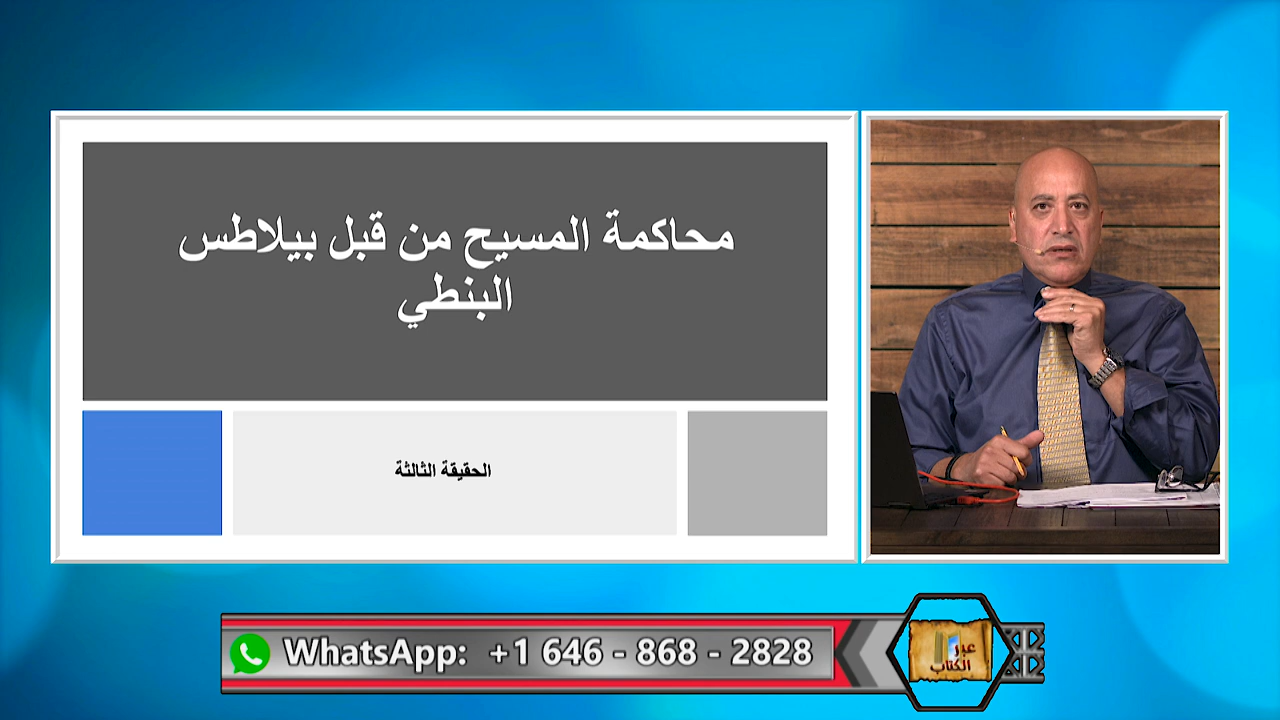 محاكمة المسيح من قبل بيلاطس
البنطي
الحقيقة الثالثة
WhatsApp: +1 646 - 868 - 2828
عبر
الكتاب